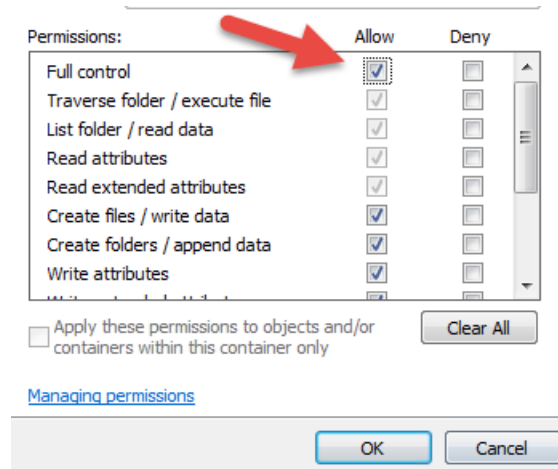 Permissions: Allow Deny
Full control
Traverse folder / execute file
List folder / read data
Read attributes
Read extended attributes
Create files / write data
Create folders / append data
Write attributes
Apply these permissions to objects and/or
containers within this container only
Clear All
Managing permissions
OK Cancel